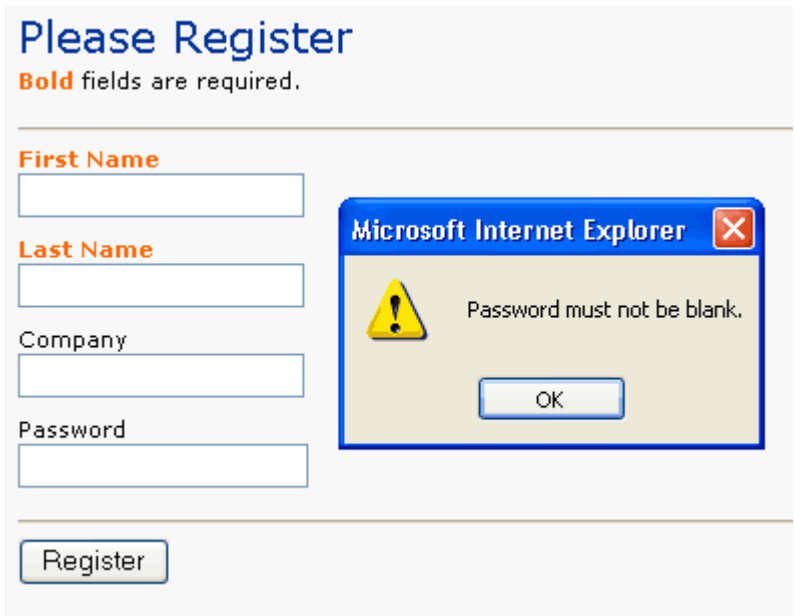 Please Register
Bold fields are required.
First Name
Last Name
Company
Password
Register
Microsoft Internet Explorer
Password must not be blank.
OK